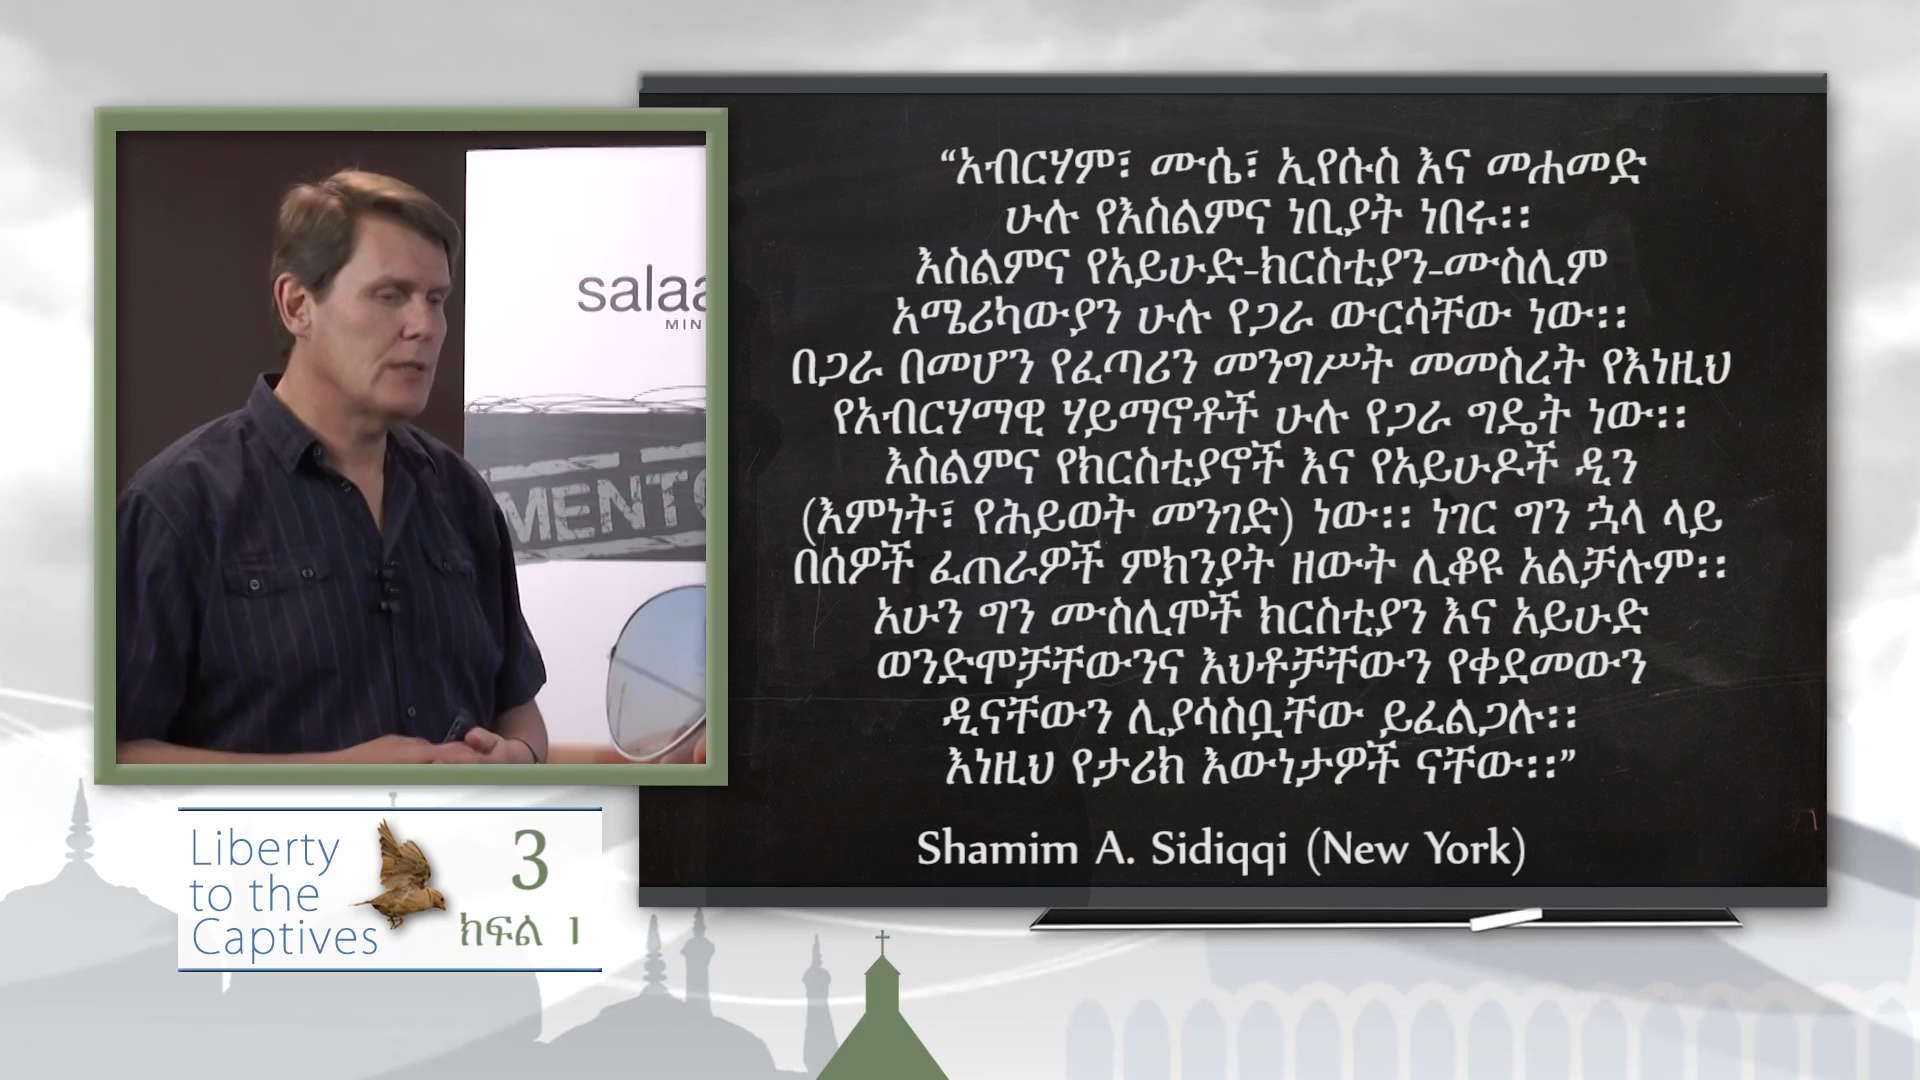 salaa
MIN
MENTO
“አብርሃም፣ ሙሴ፣ ኢየሱስ እና መሐመድ
ሁሉ የእስልምና ነቢያት ነበሩ፡፡
እስልምና የአይሁድ-ክርስቲያን-ሙስሊም
አሜሪካውያን ሁሉ የጋራ ውርሳቸው ነው፡፡
በጋራ በመሆን የፈጣሪን መንግሥት መመስረት የእነዚህ
የአብርሃማዊ ሃይማኖቶች ሁሉ የጋራ ግዴት ነው፡፡
እስልምና የክርስቲያኖች እና የአይሁዶች ዲን
(እምነት፣ የሕይወት መንገድ) ነው፡፡ ነገር ግን ኋላ ላይ
በሰዎች ፈጠራዎች ምክንያት ዘውት ሊቆዩ አልቻሉም፡፡
አሁን ግን ሙስሊሞች ክርስቲያን እና አይሁድ
ወንድሞቻቸውንና እህቶቻቸውን የቀደመውን
ዲናቸውን ሊያሳስቧቸው ይፈልጋሉ፡፡
እነዚህ የታሪክ እውነታዎች ናቸው፡፡”
Shamim A. Sidiqqi (New York)
Liberty
to the
Captives
3
ክፍል 1